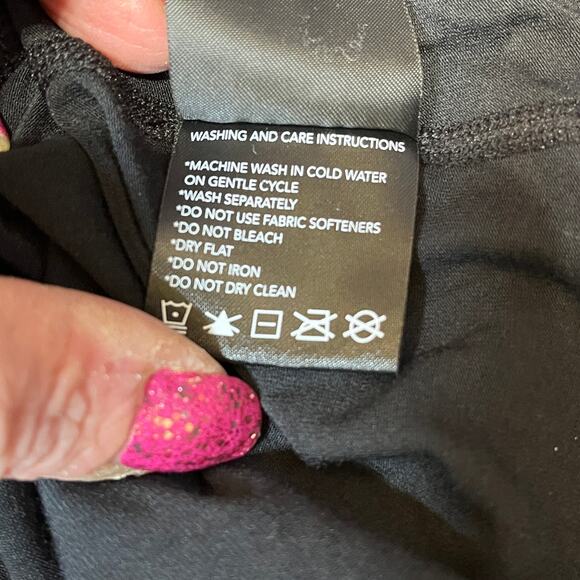 WASHING AND CARE INSTRUCTIONS
*MACHINE WASH IN COLD WATER
ON GENTLE CYCLE
*WASH SEPARATELY
*DO NOT USE FABRIC SOFTENERS
*DO NOT BLEACH
*DRY FLAT
*DO NOT IRON
*DO NOT DRY CLEAN